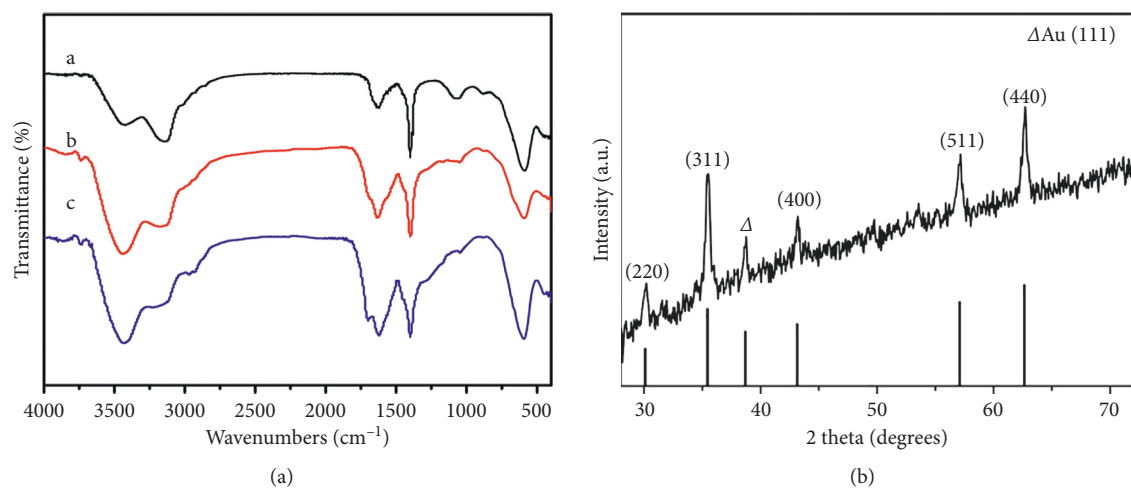 a
b
c
Transmittance (%)
4000 3500 3000 2500 2000 1500 1000 500
Wavenumbers (cm⁻¹)
(a)
ΔAu (111)
(440)
(511)
(311)
(400)
Δ
(220)
Intensity (a.u.)
30 40 50 60 70
2 theta (degrees)
(b)